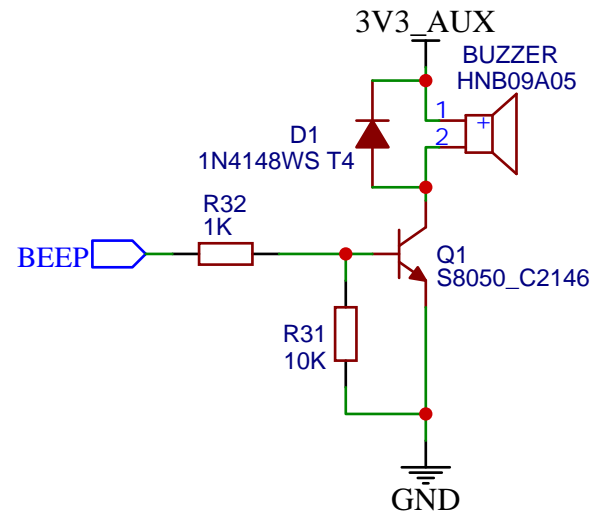 3V3_AUX
BUZZER
HNB09A05
1
2
+
D1
1N4148WS T4
R32
1K
BEEP
Q1
S8050_C2146
R31
10K
GND